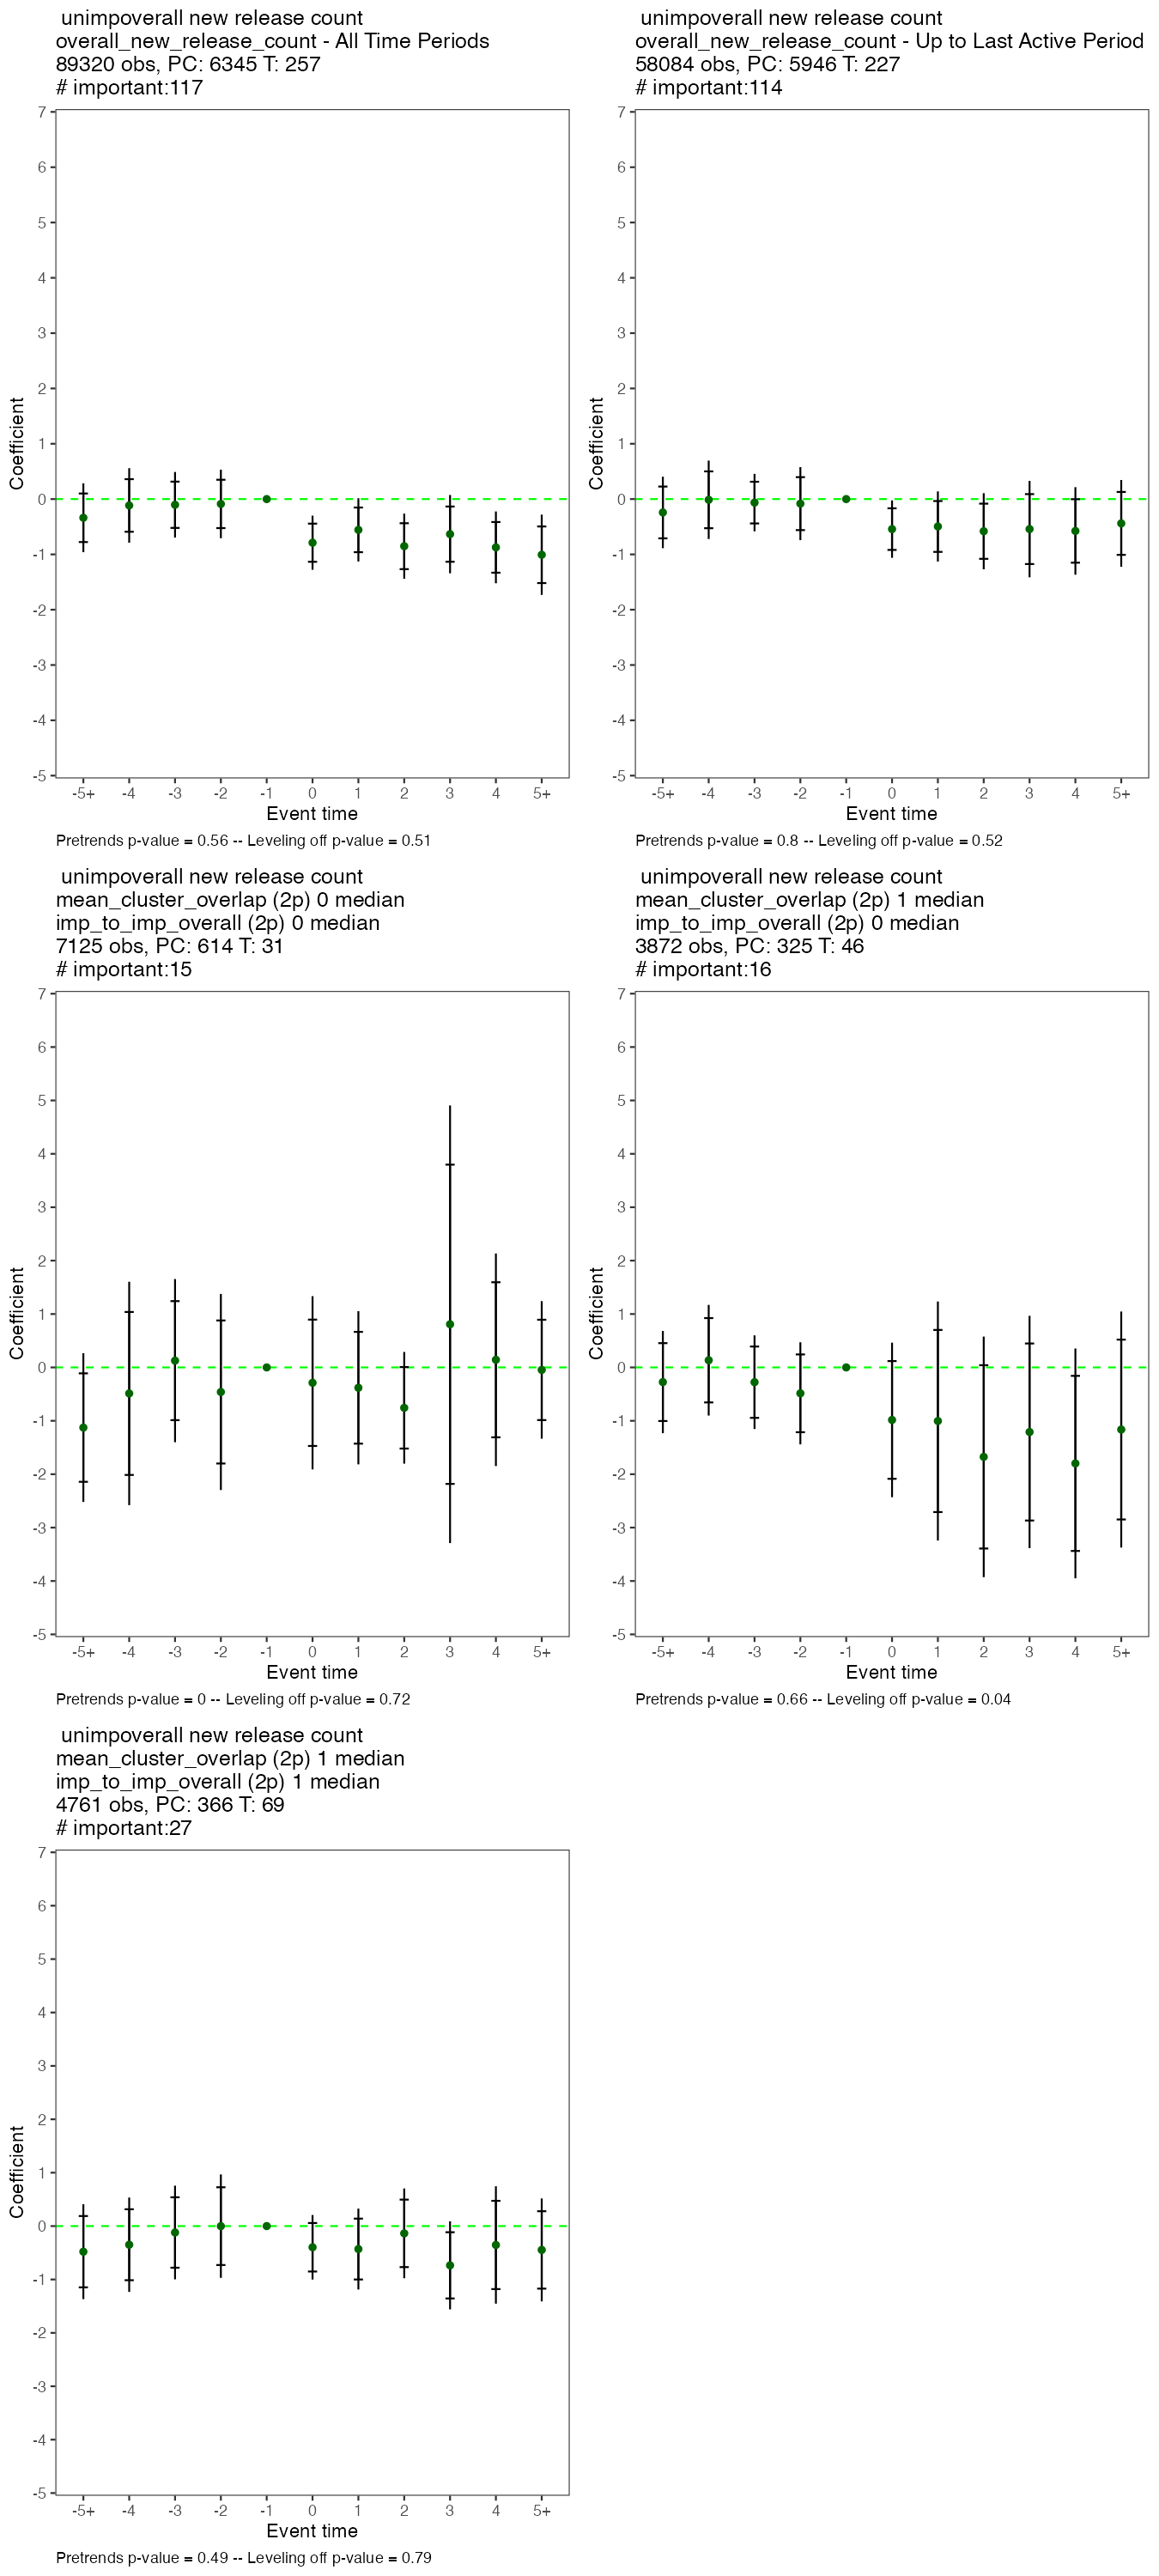 unimpoverall new release count
overall_new_release_count - All Time Periods
89320 obs, PC: 6345 T: 257
# important:117
7
6
5
4
3
2
1
0
-1
-2
-3
-4
-5
Coefficient
-5+ -4 -3 -2 -1 0 1 2 3 4 5+
Event time
Pretrends p-value = 0.56 -- Leveling off p-value = 0.51
unimpoverall new release count
overall_new_release_count - Up to Last Active Period
58084 obs, PC: 5946 T: 227
# important:114
7
6
5
4
3
2
1
0
-1
-2
-3
-4
-5
Coefficient
-5+ -4 -3 -2 -1 0 1 2 3 4 5+
Event time
Pretrends p-value = 0.8 -- Leveling off p-value = 0.52
unimpoverall new release count
mean_cluster_overlap (2p) 0 median
imp_to_imp_overall (2p) 0 median
7125 obs, PC: 614 T: 31
# important:15
7
6
5
4
3
2
1
0
-1
-2
-3
-4
-5
Coefficient
-5+ -4 -3 -2 -1 0 1 2 3 4 5+
Event time
Pretrends p-value = 0 -- Leveling off p-value = 0.72
unimpoverall new release count
mean_cluster_overlap (2p) 1 median
imp_to_imp_overall (2p) 0 median
3872 obs, PC: 325 T: 46
# important:16
7
6
5
4
3
2
1
0
-1
-2
-3
-4
-5
Coefficient
-5+ -4 -3 -2 -1 0 1 2 3 4 5+
Event time
Pretrends p-value = 0.66 -- Leveling off p-value = 0.04
unimpoverall new release count
mean_cluster_overlap (2p) 1 median
imp_to_imp_overall (2p) 1 median
4761 obs, PC: 366 T: 69
# important:27
7
6
5
4
3
2
1
0
-1
-2
-3
-4
-5
Coefficient
-5+ -4 -3 -2 -1 0 1 2 3 4 5+
Event time
Pretrends p-value = 0.49 -- Leveling off p-value = 0.79